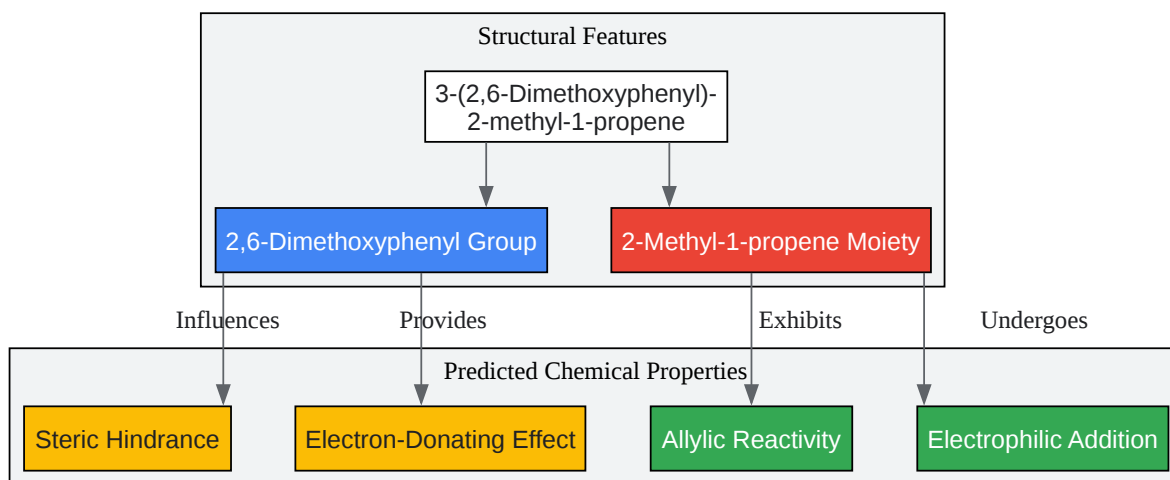 Structural Features
3-(2,6-Dimethoxyphenyl)-
2-methyl-1-propene
2,6-Dimethoxyphenyl Group
2-Methyl-1-propene Moiety
Influences
Provides
Exhibits
Undergoes
Predicted Chemical Properties
Steric Hindrance
Electron-Donating Effect
Allylic Reactivity
Electrophilic Addition